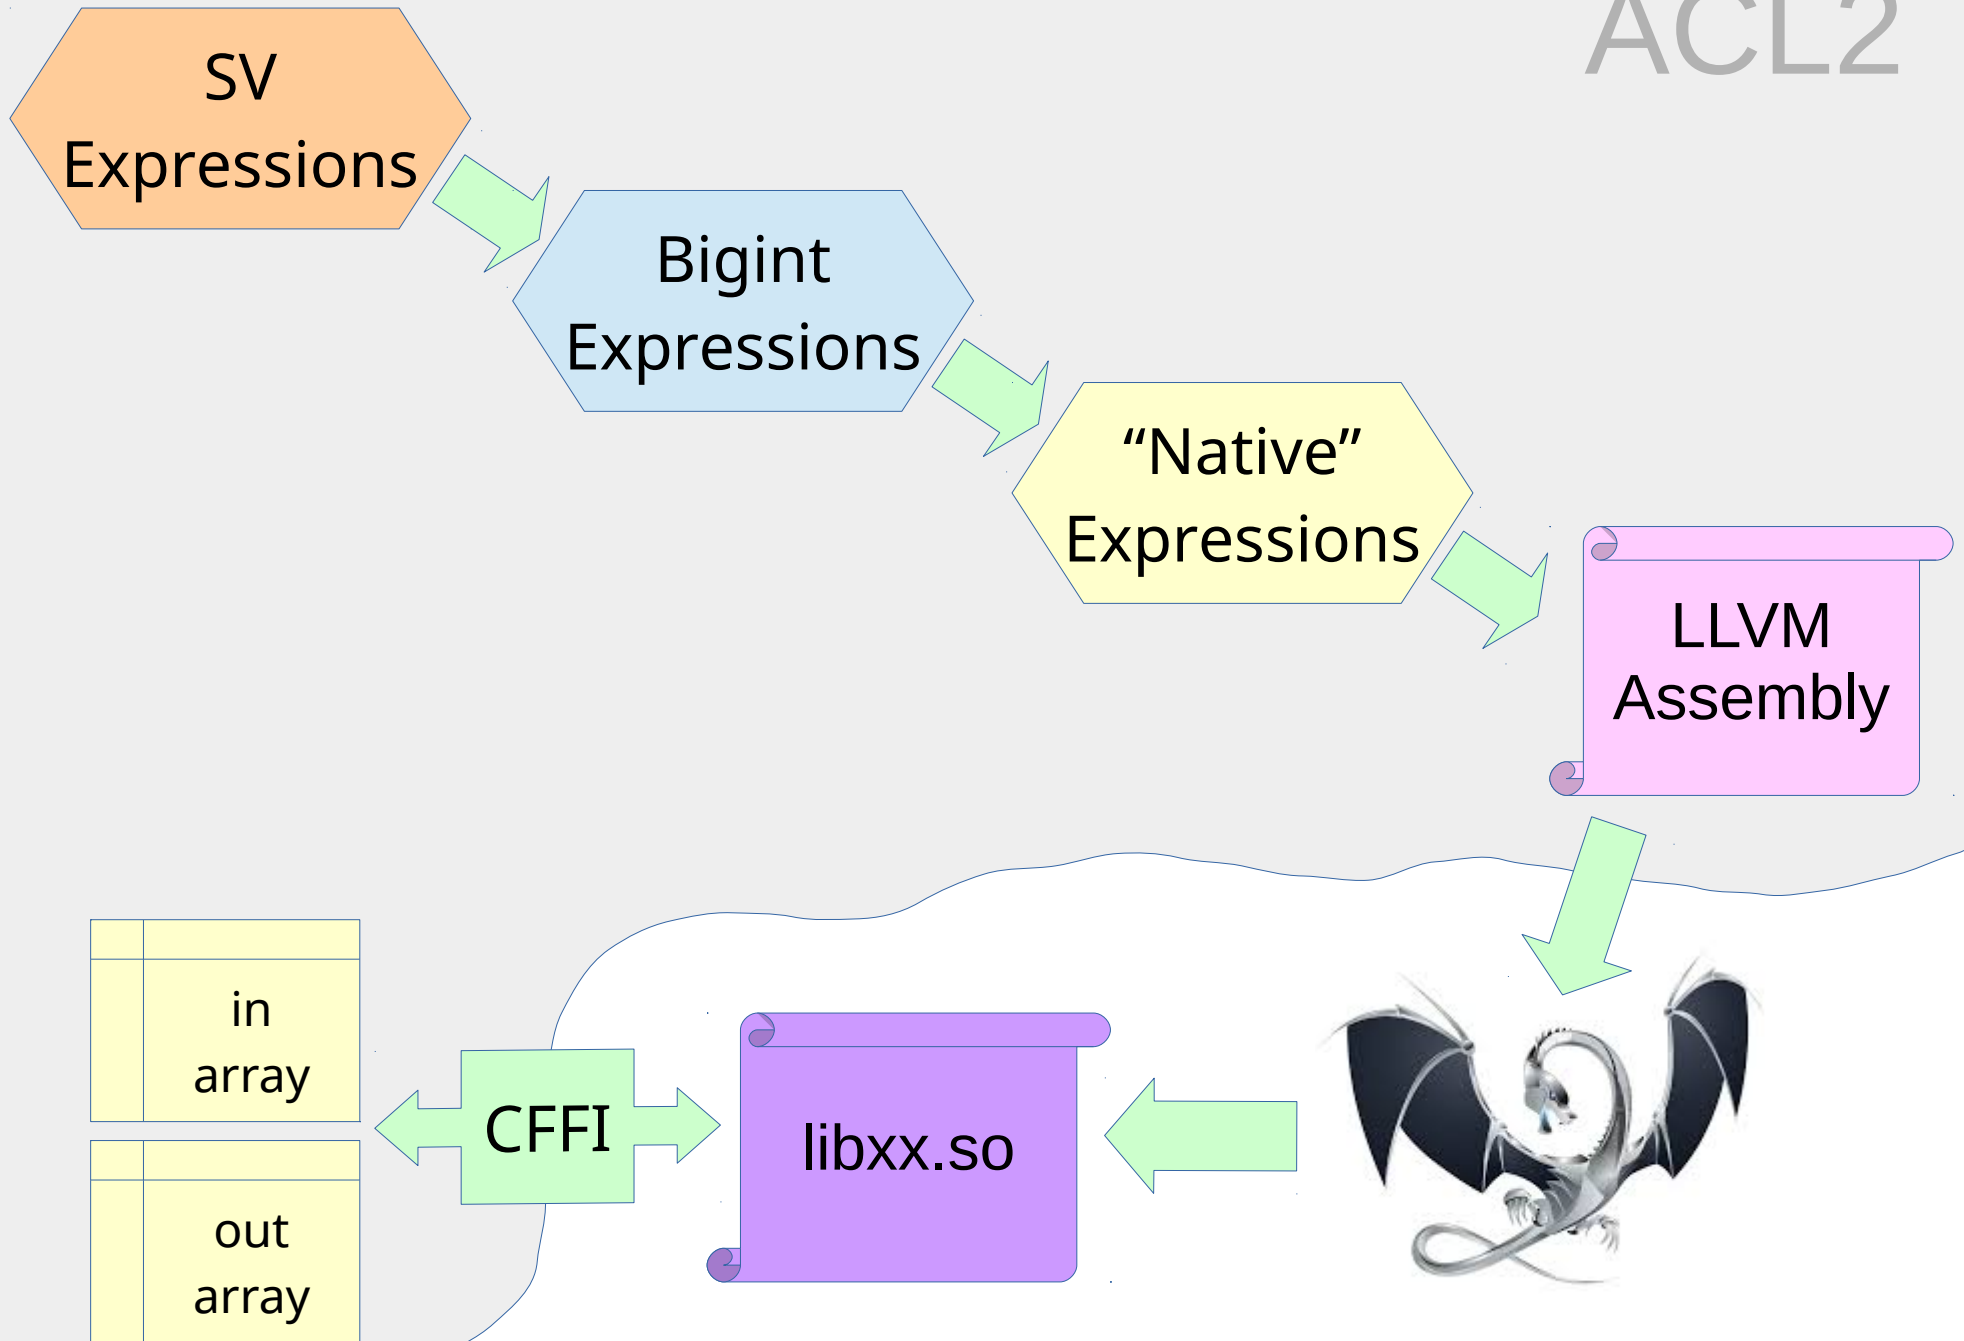 ACL2
SV
Expressions
Bigint
Expressions
“Native”
Expressions
LLVM
Assembly
in
array
CFFI
libxx.so
out
array